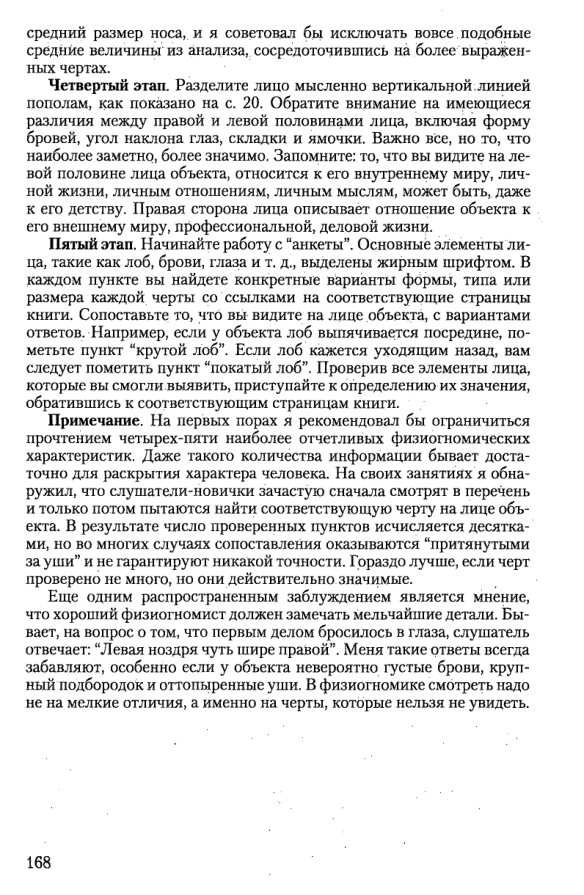 средний размер носа, и я советовал бы исключать вовсе подобные
средние величины из анализа, сосредоточившись на более выражен-
ных чертах.
Четвертый этап. Разделите лицо мысленно вертикальной линией
пополам, как показано на с. 20. Обратите внимание на имеющиеся
различия между правой и левой половинами лица, включая форму
бровей, угол наклона глаз, складки и ямочки. Важно все, но то, что
наиболее заметно, более значимо. Запомните: то, что вы видите на ле-
вой половине лица объекта, относится к его внутреннему миру, лич-
ной жизни, личным отношениям, личным мыслям, может быть, даже
к его детству. Правая сторона лица описывает отношение объекта к
его внешнему миру, профессиональной, деловой жизни.
Пятый этап. Начинайте работу с “анкеты”. Основные элементы ли-
ца, такие как лоб, брови, глаза и т. д., выделены жирным шрифтом. В
каждом пункте вы найдете конкретные варианты формы, типа или
размера каждой черты со ссылками на соответствующие страницы
книги. Сопоставьте то, что вы видите на лице объекта, с вариантами
ответов. Например, если у объекта лоб выпячивается посредине, по-
метьте пункт “крутой лоб”. Если лоб кажется уходящим назад, вам
следует пометить пункт “покатый лоб”. Проверив все элементы лица,
которые вы смогли выявить, приступайте к определению их значения,
обратившись к соответствующим страницам книги.
Примечание. На первых порах я рекомендовал бы ограничиться
прочтением четырех-пяти наиболее отчетливых физиогномических
характеристик. Даже такого количества информации бывает доста-
точно для раскрытия характера человека. На своих занятиях я обна-
ружил, что слушатели-новички зачастую сначала смотрят в перечень
и только потом пытаются найти соответствующую черту на лице объ-
екта. В результате число проверенных пунктов исчисляется десятка-
ми, но во многих случаях сопоставления оказываются “притянутыми
за уши” и не гарантируют никакой точности. Гораздо лучше, если черт
проверено не много, но они действительно значимые.
Еще одним распространенным заблуждением является мнение,
что хороший физиогномист должен замечать мельчайшие детали. Бы-
вает, на вопрос о том, что первым делом бросилось в глаза, слушатель
отвечает: “Левая ноздря чуть шире правой”. Меня такие ответы всегда
забавляют, особенно если у объекта невероятно густые брови, круп-
ный подбородок и оттопыренные уши. В физиогномике смотреть надо
не на мелкие отличия, а именно на черты, которые нельзя не увидеть.
168